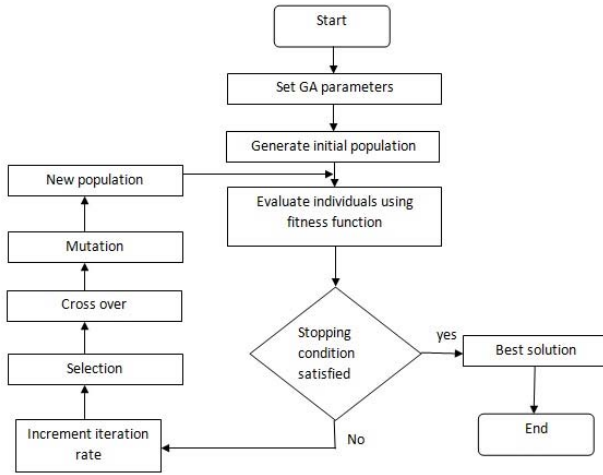 Start
Set GA parameters
Generate initial population
New population
Evaluate individuals using
fitness function
Mutation
Cross over
Stopping
condition
satisfied
yes
Best solution
Selection
Increment iteration
rate
No
End